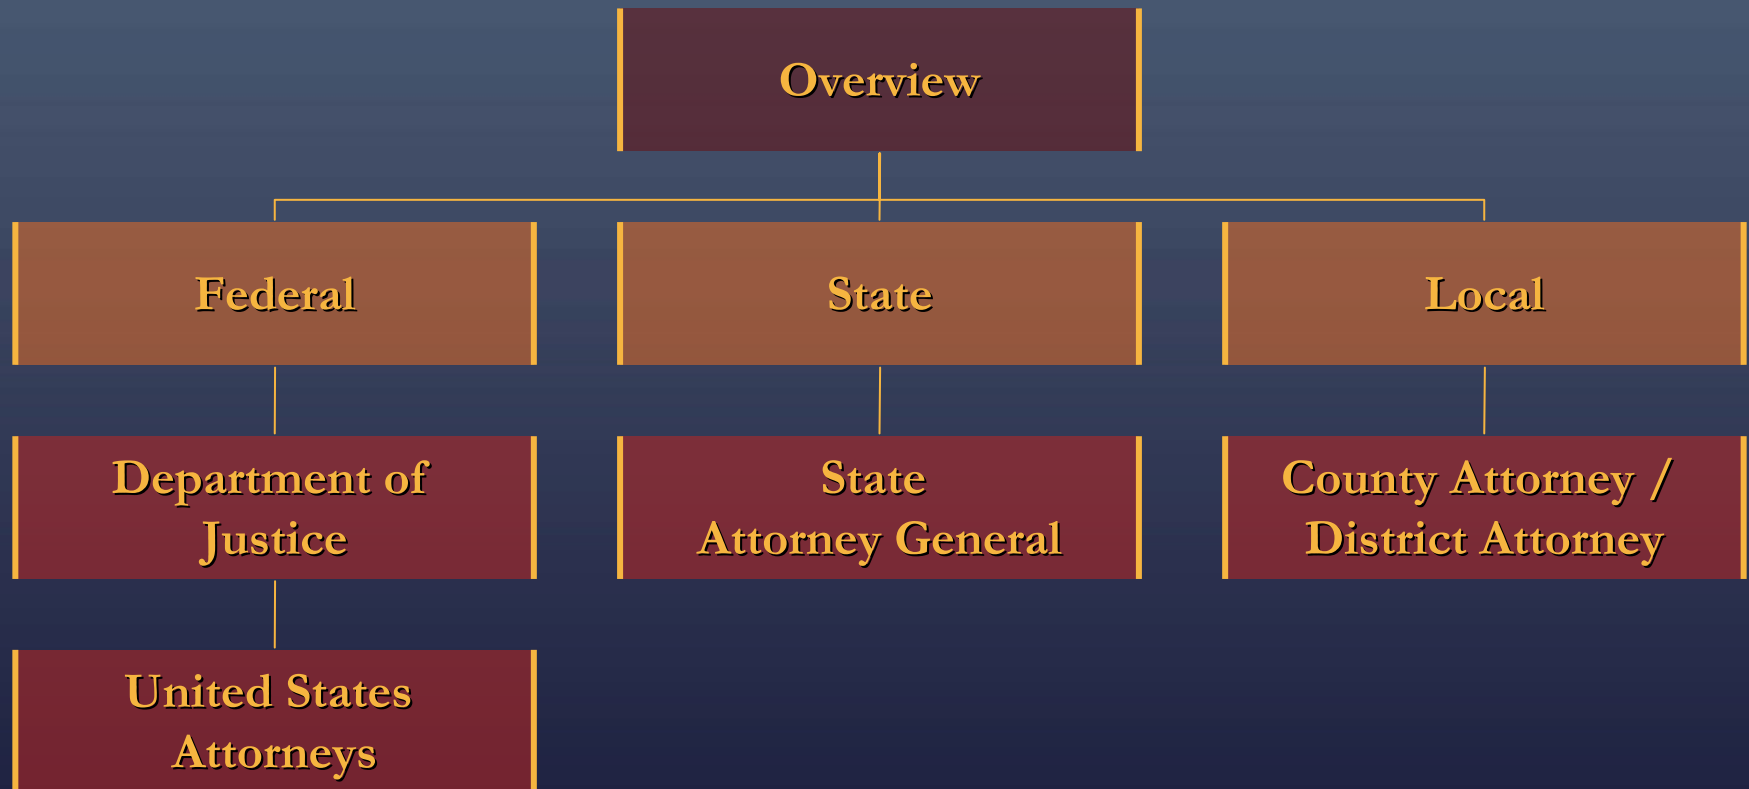 Overview
Federal
State
Local
Department of
Justice
State
Attorney General
County Attorney /
District Attorney
United States
Attorneys